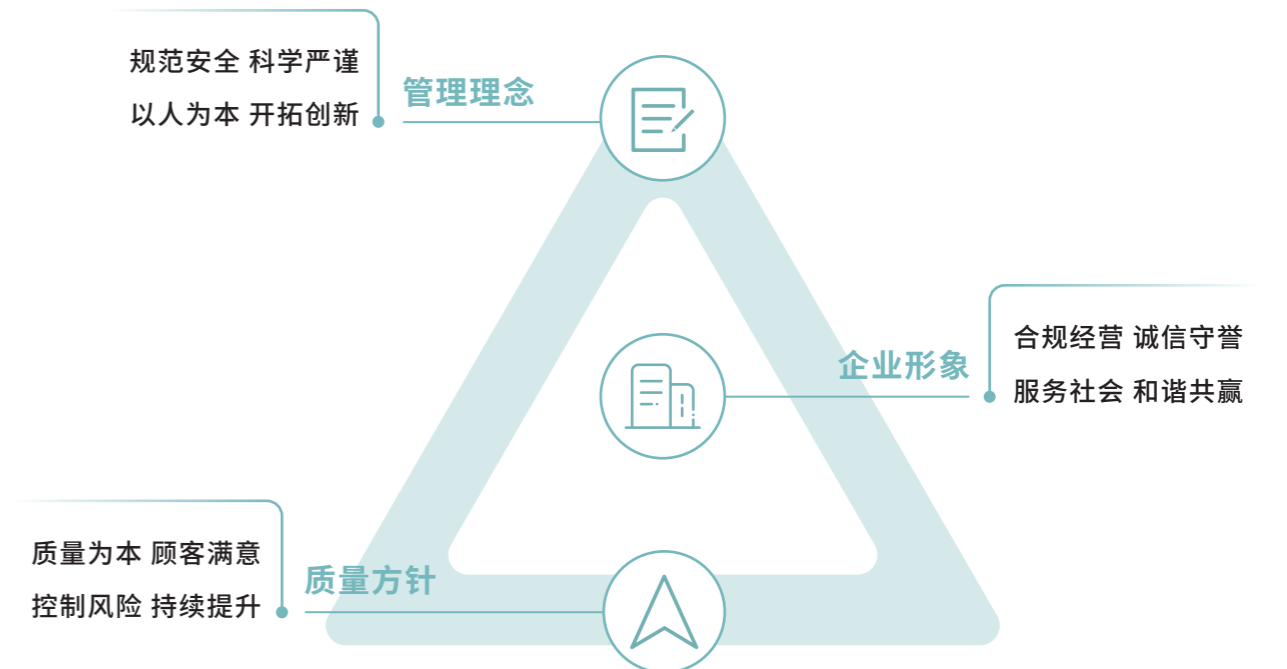 规范安全 科学严谨
以人为本 开拓创新
管理理念
企业形象
合规经营 诚信守誉
服务社会 和谐共赢
质量为本 顾客满意
控制风险 持续提升
质量方针